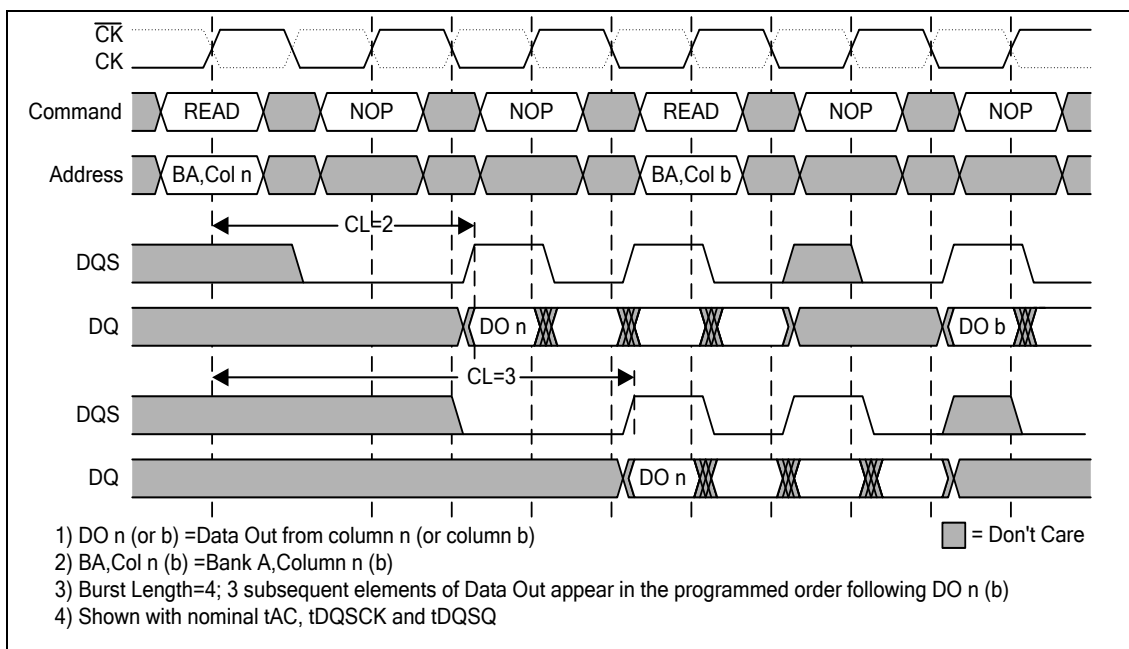 CK
CK
Command READ NOP NOP READ NOP NOP
Address BA,Col n BA,Col b
CL=2
DQS
DQ DO n DO b
CL=3
DQS
DQ DO n
1) DO n (or b) =Data Out from column n (or column b)
= Don't Care
2) BA,Col n (b) =Bank A,Column n (b)
3) Burst Length=4; 3 subsequent elements of Data Out appear in the programmed order following DO n (b)
4) Shown with nominal tAC, tDQSCK and tDQSQ